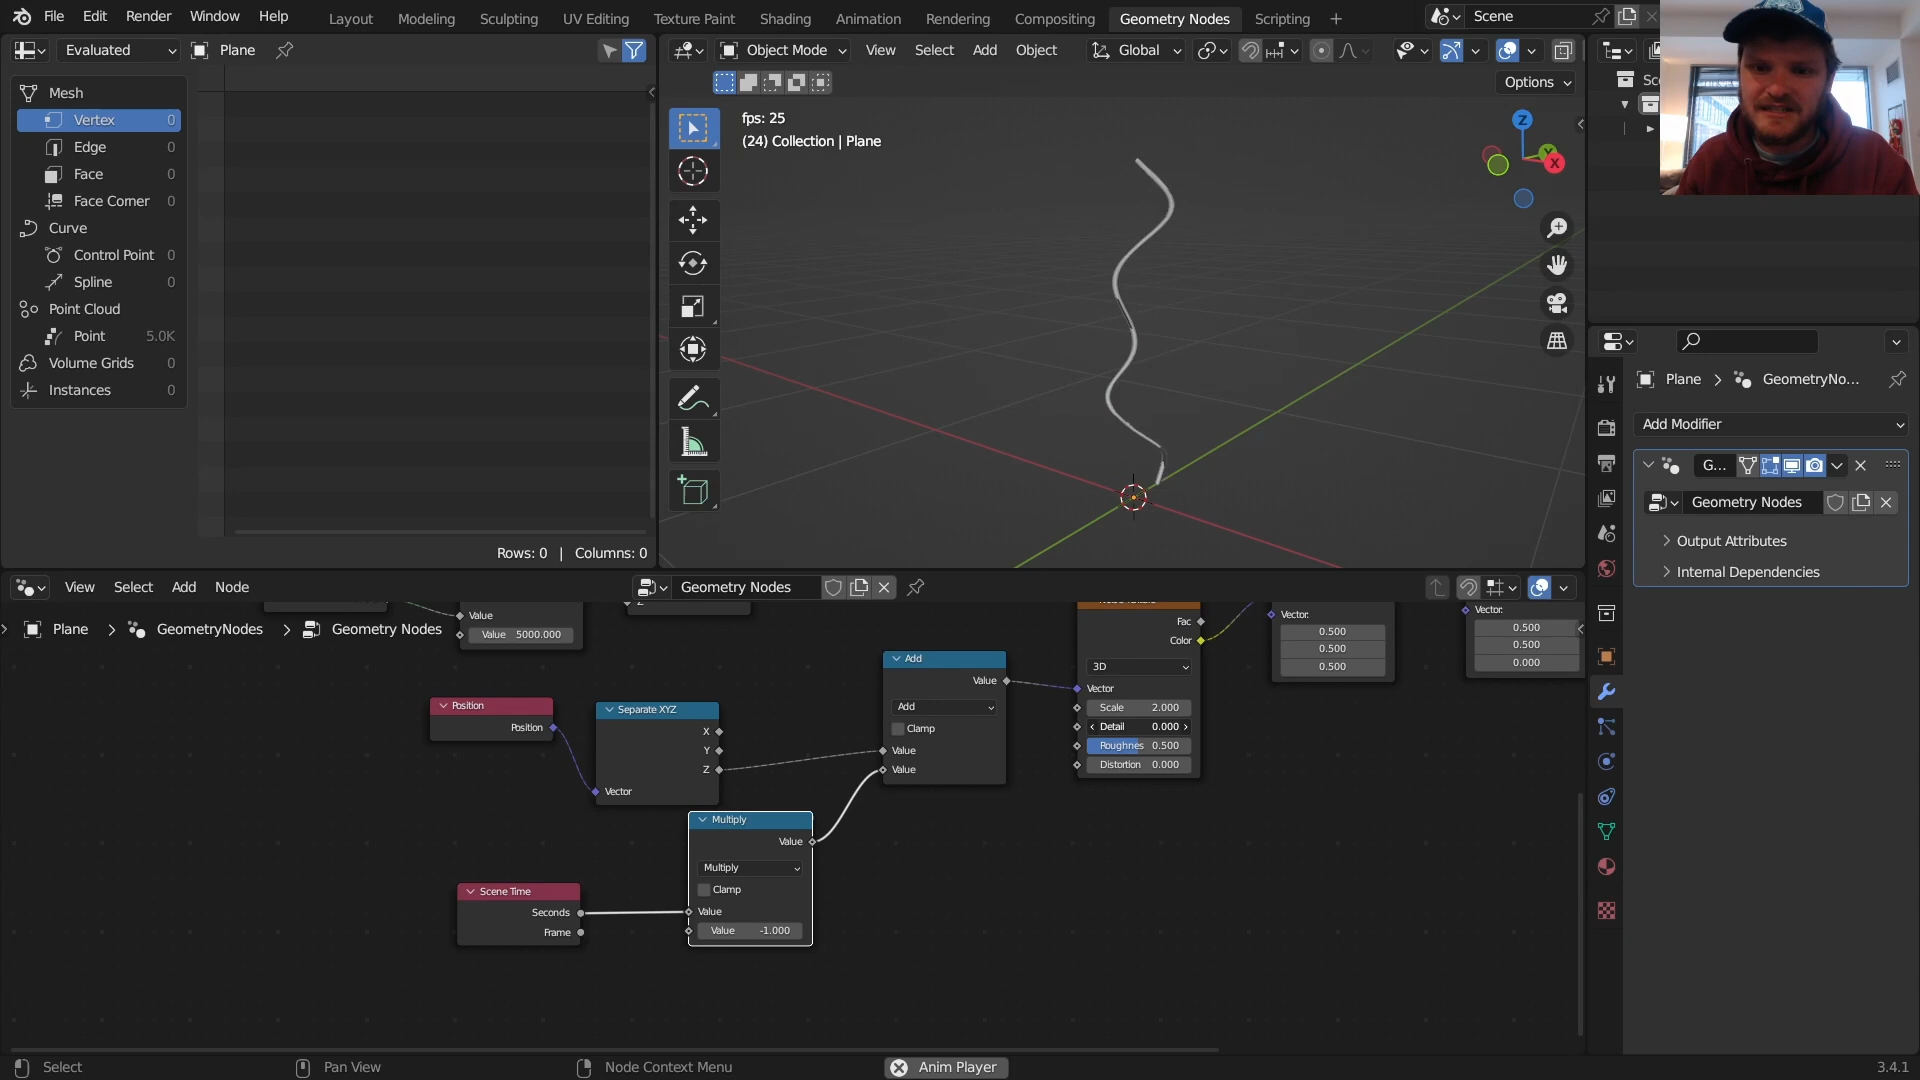 File Edit Render Window Help
Layout Modeling Sculpting UV Editing Texture Paint Shading Animation Rendering Compositing Geometry Nodes Scripting +
Scene
Evaluated Plane
Object Mode View Select Add Object Global
Options
Mesh
Vertex 0
Edge 0
Face 0
Face Corner 0
Curve
Control Point 0
Spline 0
Point Cloud
Point 5.0K
Volume Grids 0
Instances 0
Rows: 0 | Columns: 0
fps: 25
(24) Collection | Plane
Z
X
Plane > GeometryNo...
Add Modifier
G...
Geometry Nodes
Output Attributes
Internal Dependencies
View Select Add Node
Geometry Nodes
Plane > GeometryNodes > Geometry Nodes
Value
Value 5000.000
Position
Position
Separate XYZ
X
Y
Z
Vector
Add
Value
Add
Clamp
Value
Value
Multiply
Value
Multiply
Clamp
Value
Value -1.000
Scene Time
Seconds
Frame
Fac
Color
3D
Vector
Scale 2.000
Detail 0.000
Roughnes 0.500
Distortion 0.000
Vector:
0.500
0.500
0.500
Vector:
0.500
0.500
0.000
Select
Pan View
Node Context Menu
Anim Player
3.4.1